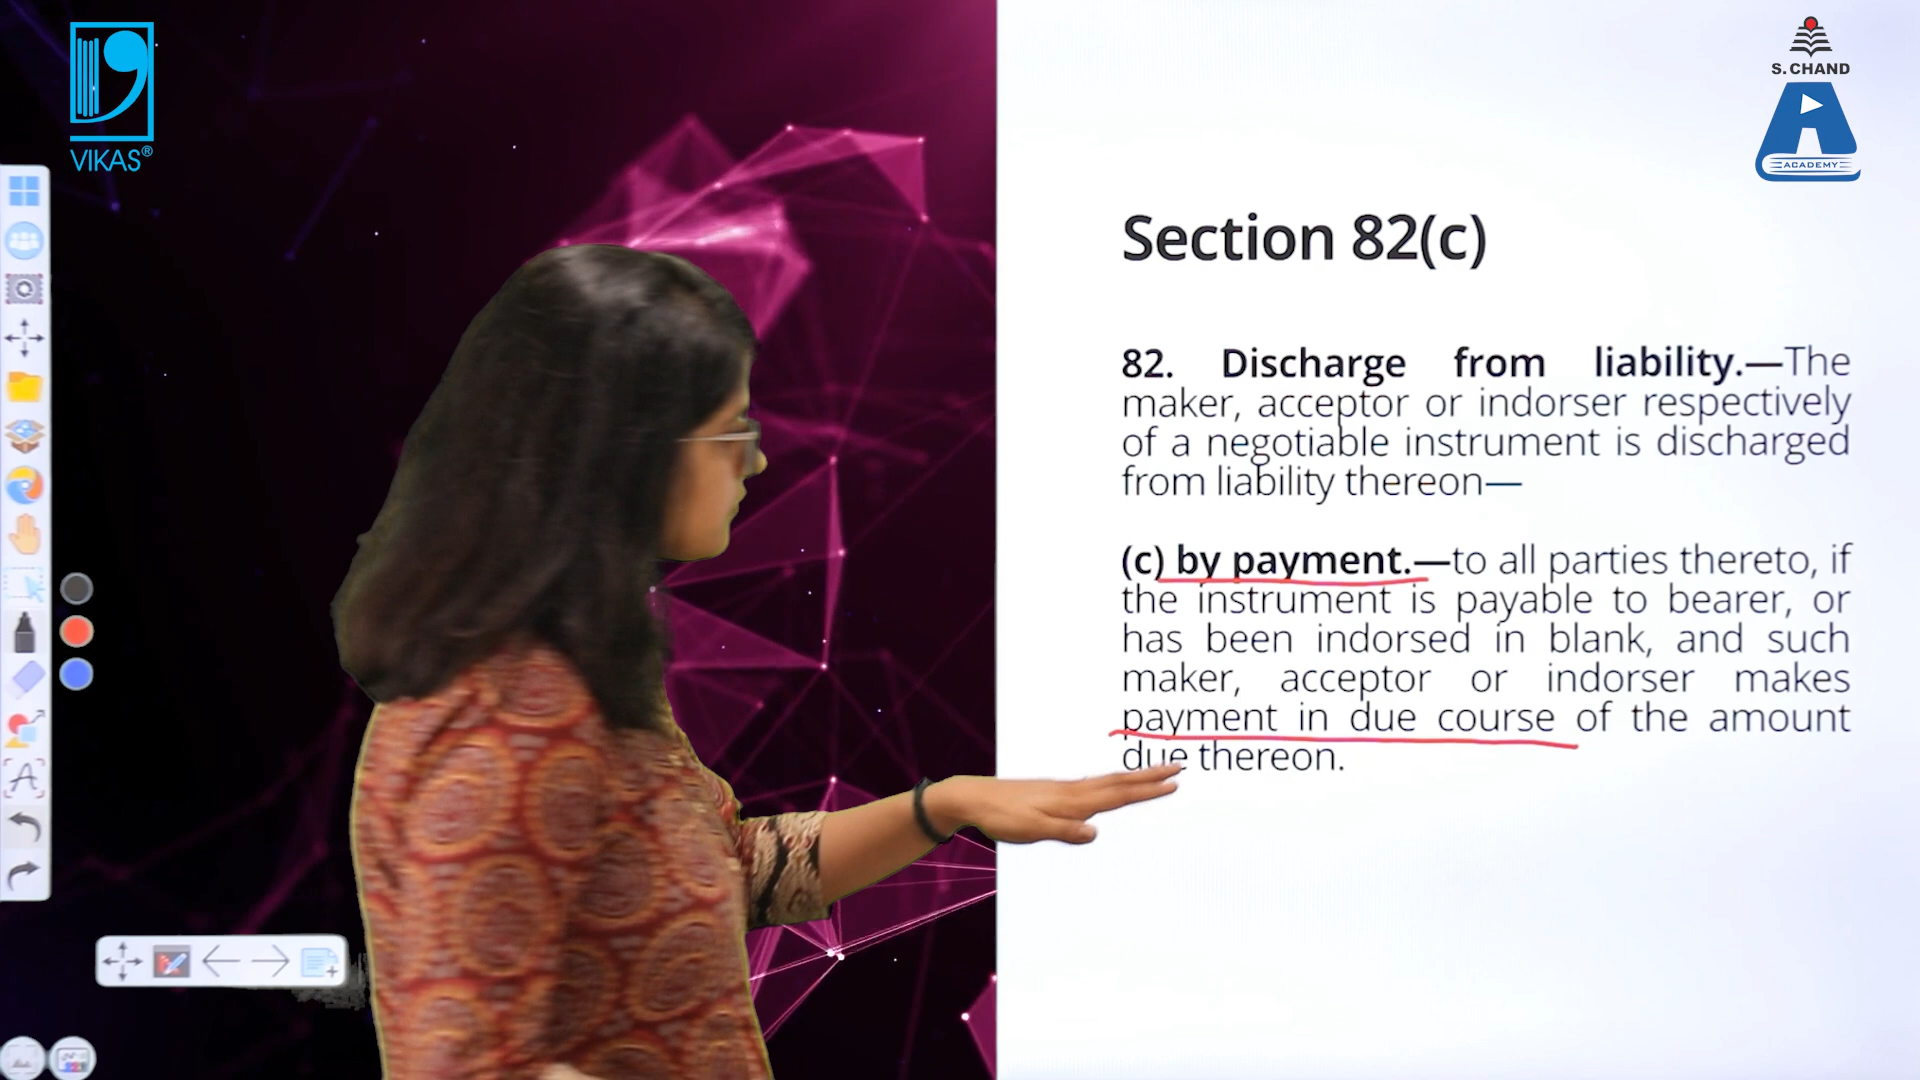 VIKAS®
S. CHAND
ACADEMY
Section 82(c)
82. Discharge from liability.—The
maker, acceptor or indorser respectively
of a negotiable instrument is discharged
from liability thereon—
(c) by payment.—to all parties thereto, if
the instrument is payable to bearer, or
has been indorsed in blank, and such
maker, acceptor or indorser makes
payment in due course of the amount
due thereon.